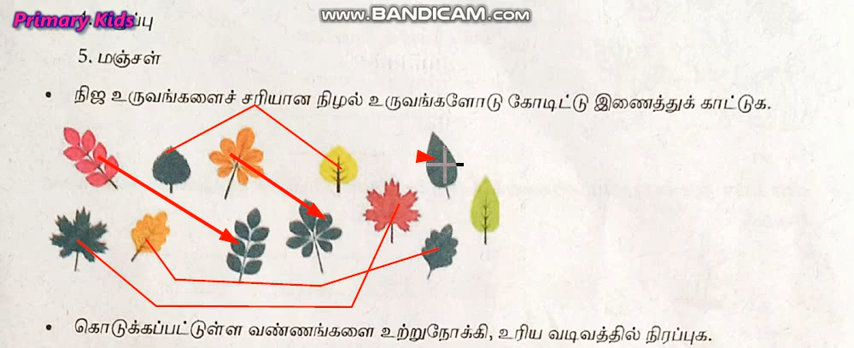 www.BANDICAM.com
Primary Kids
5. மஞ்சள்
• நிஜ உருவங்களைச் சரியான நிழல் உருவங்களோடு கோடிட்டு இணைத்துக் காட்டுக.
• கொடுக்கப்பட்டுள்ள வண்ணங்களை உற்றுநோக்கி, உரிய வடிவத்தில் நிரப்புக.